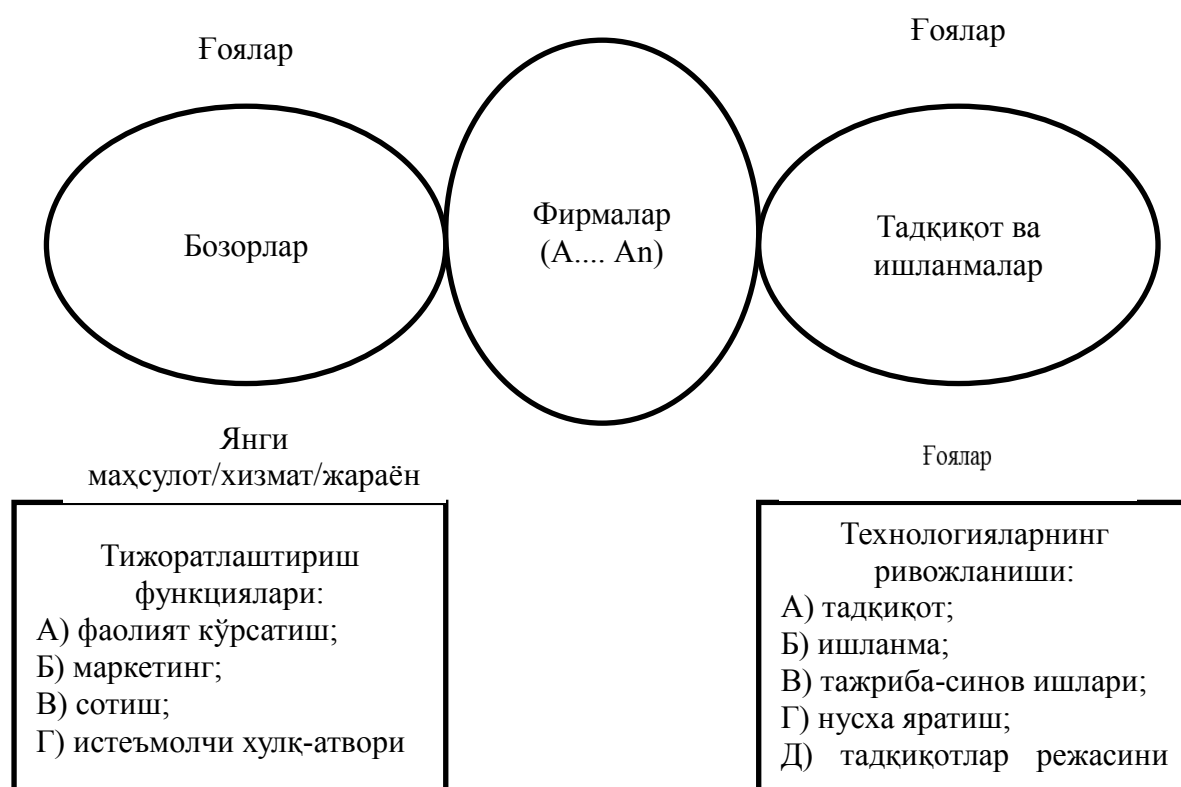 Ғоялар
Ғоялар
Бозорлар
Фирмалар
(А.... Аn)
Тадқиқот ва
ишланмалар
Янги
маҳсулот/хизмат/жараён
Ғоялар
Тижоратлаштириш
функциялари:
А) фаолият кўрсатиш;
Б) маркетинг;
В) сотиш;
Г) истеъмолчи хулқ-атвори
Технологияларнинг
ривожланиши:
А) тадқиқот;
Б) ишланма;
В) тажриба-синов ишлари;
Г) нусха яратиш;
Д) тадқиқотлар режасини